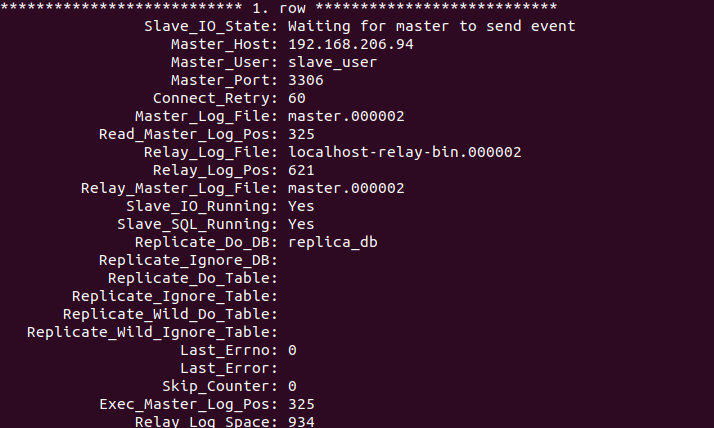 *************************** 1. row ***************************
Slave_IO_State: Waiting for master to send event
Master_Host: 192.168.206.94
Master_User: slave_user
Master_Port: 3306
Connect_Retry: 60
Master_Log_File: master.000002
Read_Master_Log_Pos: 325
Relay_Log_File: localhost-relay-bin.000002
Relay_Log_Pos: 621
Relay_Master_Log_File: master.000002
Slave_IO_Running: Yes
Slave_SQL_Running: Yes
Replicate_Do_DB: replica_db
Replicate_Ignore_DB:
Replicate_Do_Table:
Replicate_Ignore_Table:
Replicate_Wild_Do_Table:
Replicate_Wild_Ignore_Table:
Last_Errno: 0
Last_Error:
Skip_Counter: 0
Exec_Master_Log_Pos: 325
Relay_Log_Space: 934